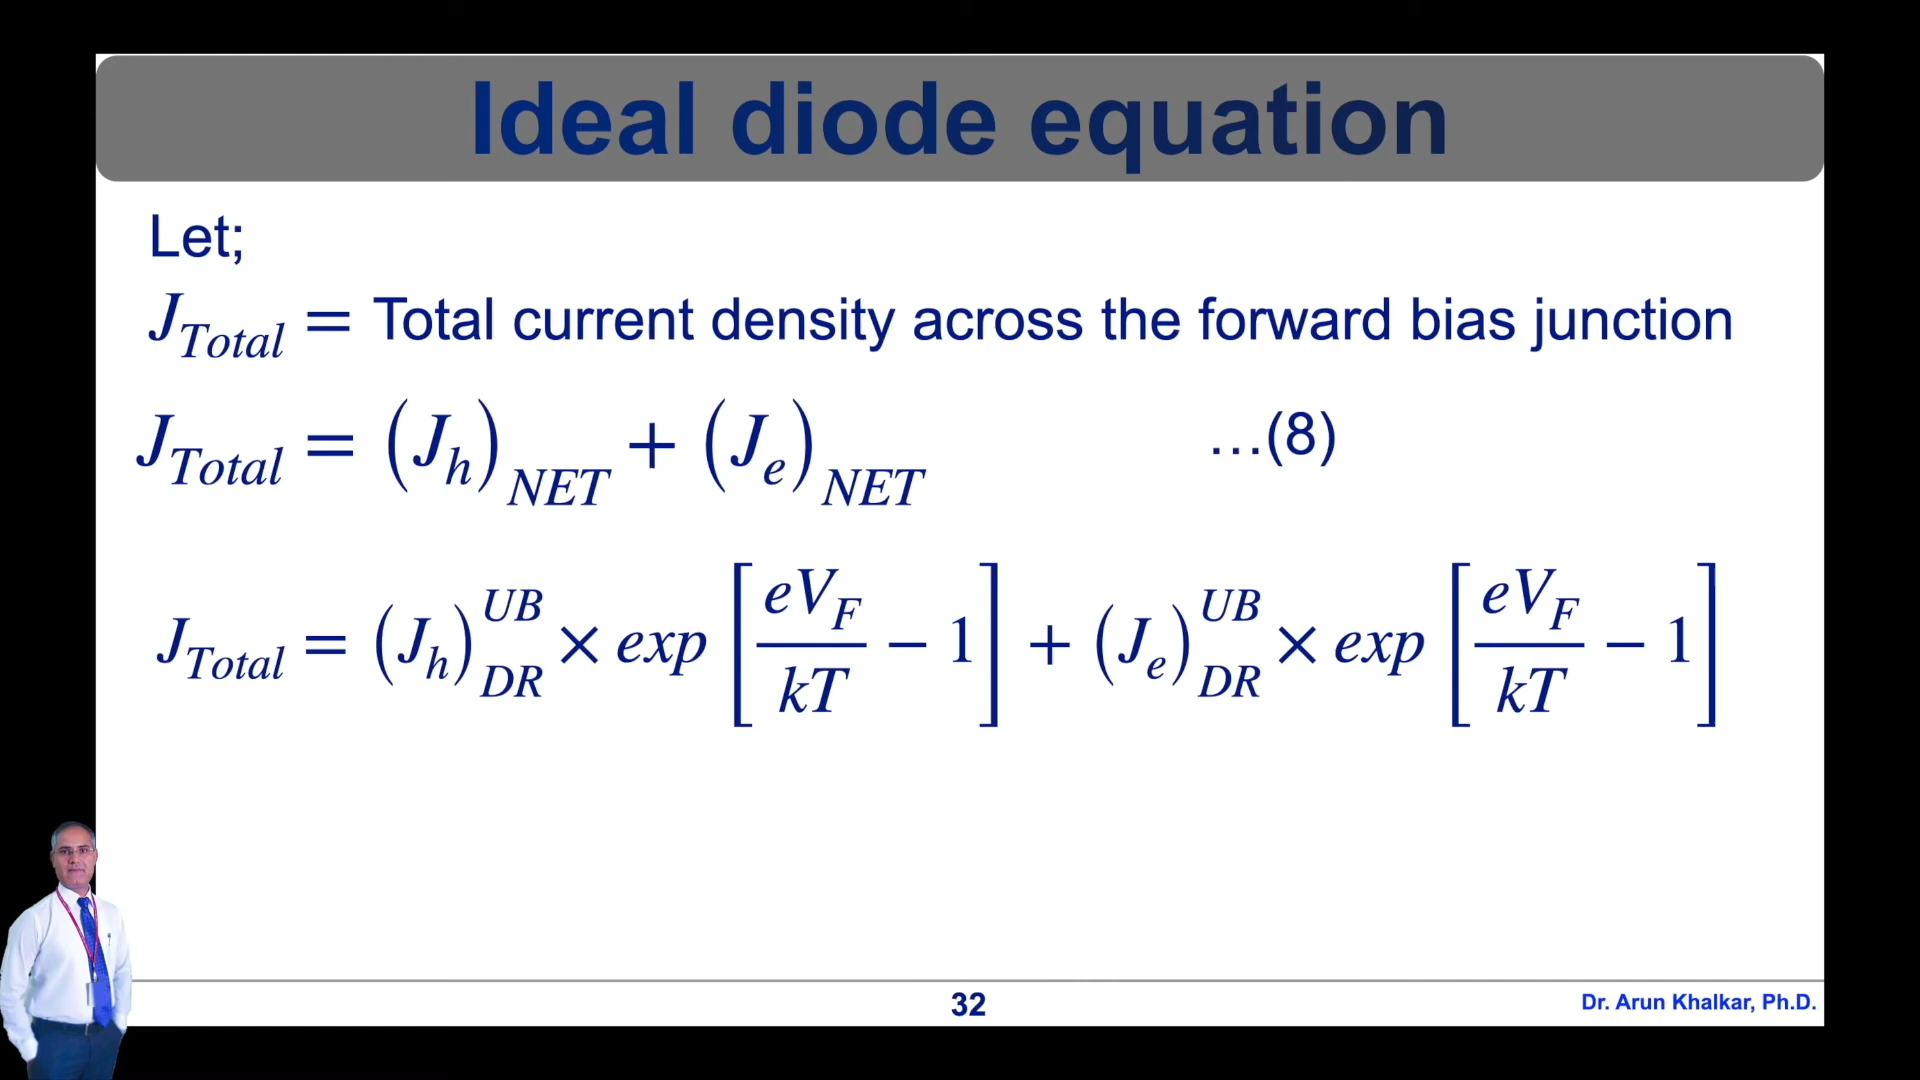 Ideal diode equation
Let;
J_Total = Total current density across the forward bias junction
J_Total = (J_h)_NET + (J_e)_NET …(8)
J_Total = (J_h)^UB_DR × exp [eV_F/kT − 1] + (J_e)^UB_DR × exp [eV_F/kT − 1]
32
Dr. Arun Khalkar, Ph.D.